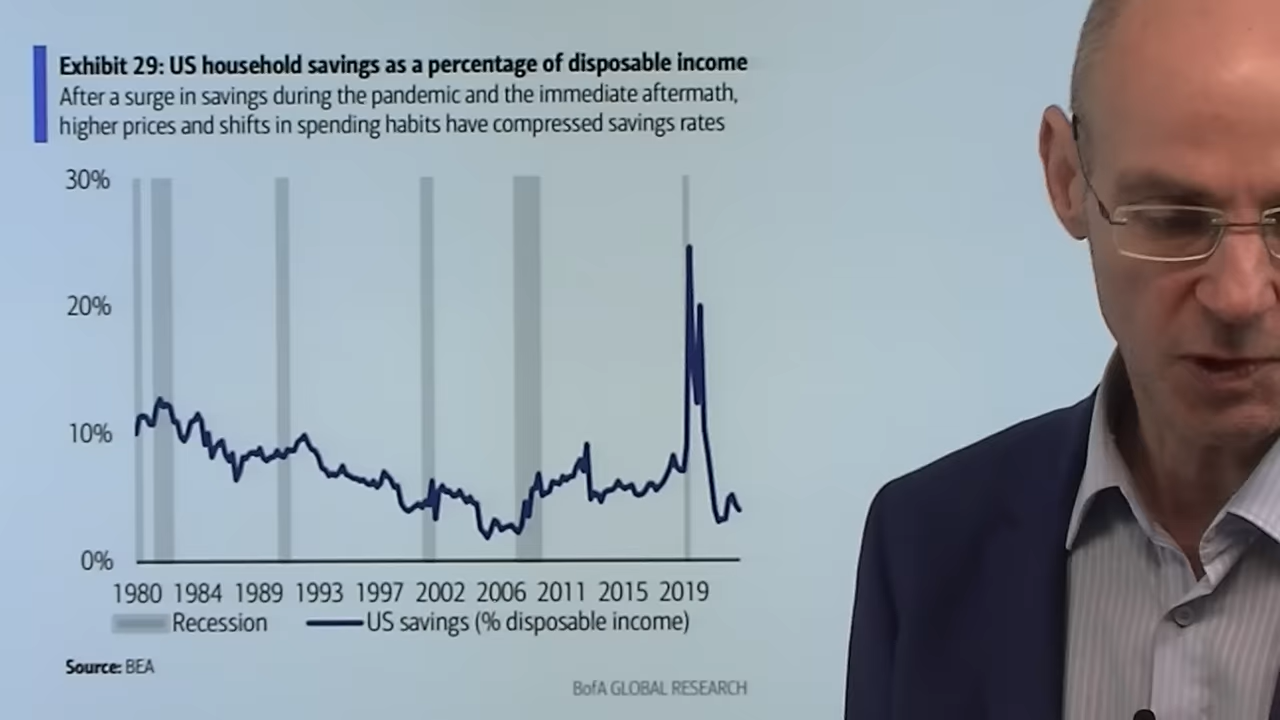 Exhibit 29: US household savings as a percentage of disposable income
After a surge in savings during the pandemic and the immediate aftermath,
higher prices and shifts in spending habits have compressed savings rates
30%
20%
10%
0%
1980 1984 1989 1993 1997 2002 2006 2011 2015 2019
Recession US savings (% disposable income)
Source: BEA
BofA GLOBAL RESEARCH